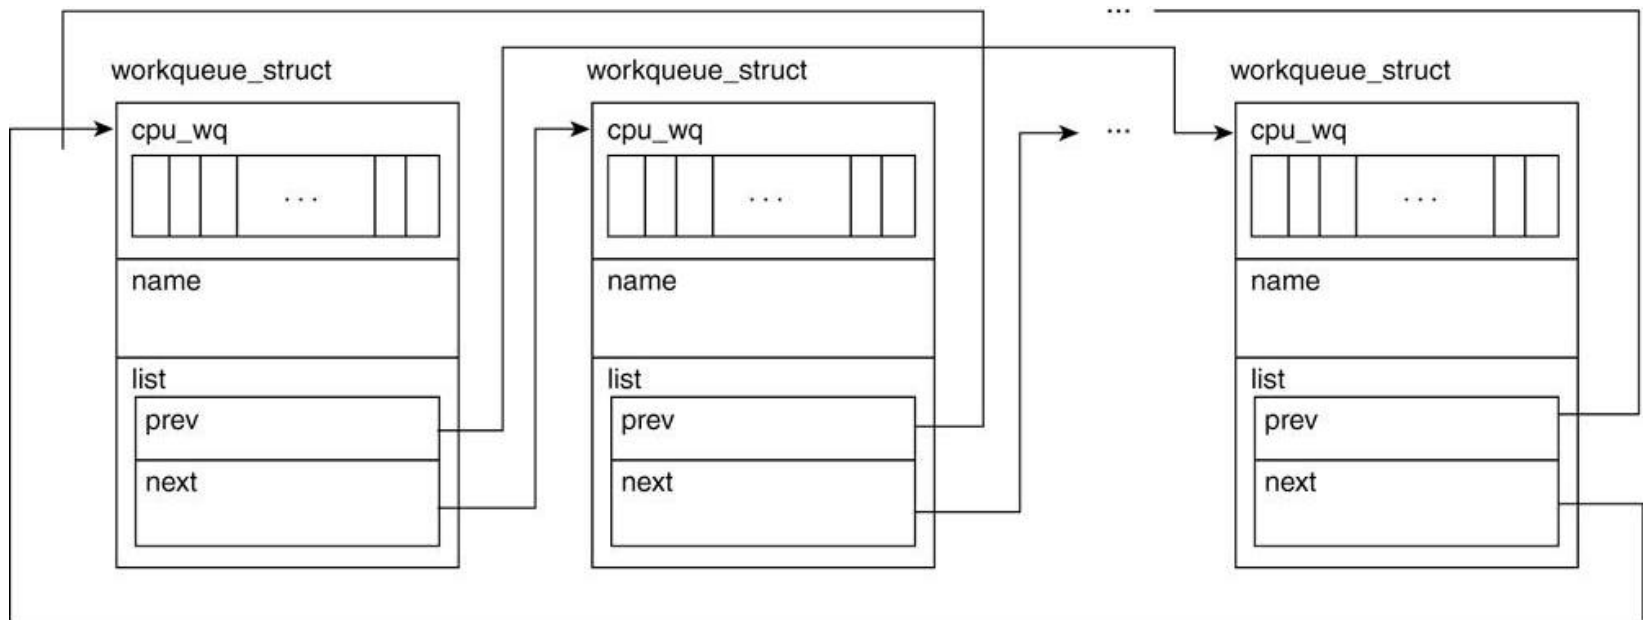 ...
workqueue_struct
workqueue_struct
workqueue_struct
cpu_wq
cpu_wq
...
cpu_wq
...
...
...
name
name
name
list
list
list
prev
prev
prev
next
next
next